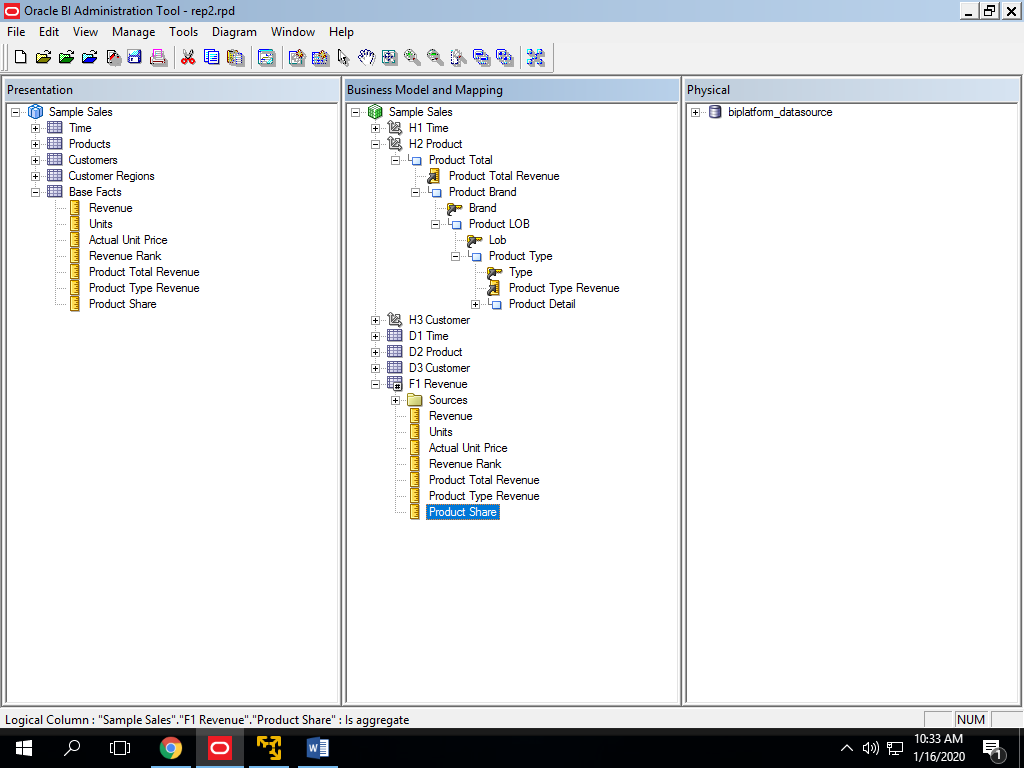 Oracle BI Administration Tool - rep2.rpd
File Edit View Manage Tools Diagram Window Help
Presentation
Sample Sales
Time
Products
Customers
Customer Regions
Base Facts
Revenue
Units
Actual Unit Price
Revenue Rank
Product Total Revenue
Product Type Revenue
Product Share
Business Model and Mapping
Sample Sales
H1 Time
H2 Product
Product Total
Product Total Revenue
Product Brand
Brand
Product LOB
Lob
Product Type
Type
Product Type Revenue
Product Detail
H3 Customer
D1 Time
D2 Product
D3 Customer
F1 Revenue
Sources
Revenue
Units
Actual Unit Price
Revenue Rank
Product Total Revenue
Product Type Revenue
Product Share
Physical
biplatform_datasource
Logical Column : "Sample Sales"."F1 Revenue"."Product Share" : Is aggregate
NUM
10:33 AM
1/16/2020
1